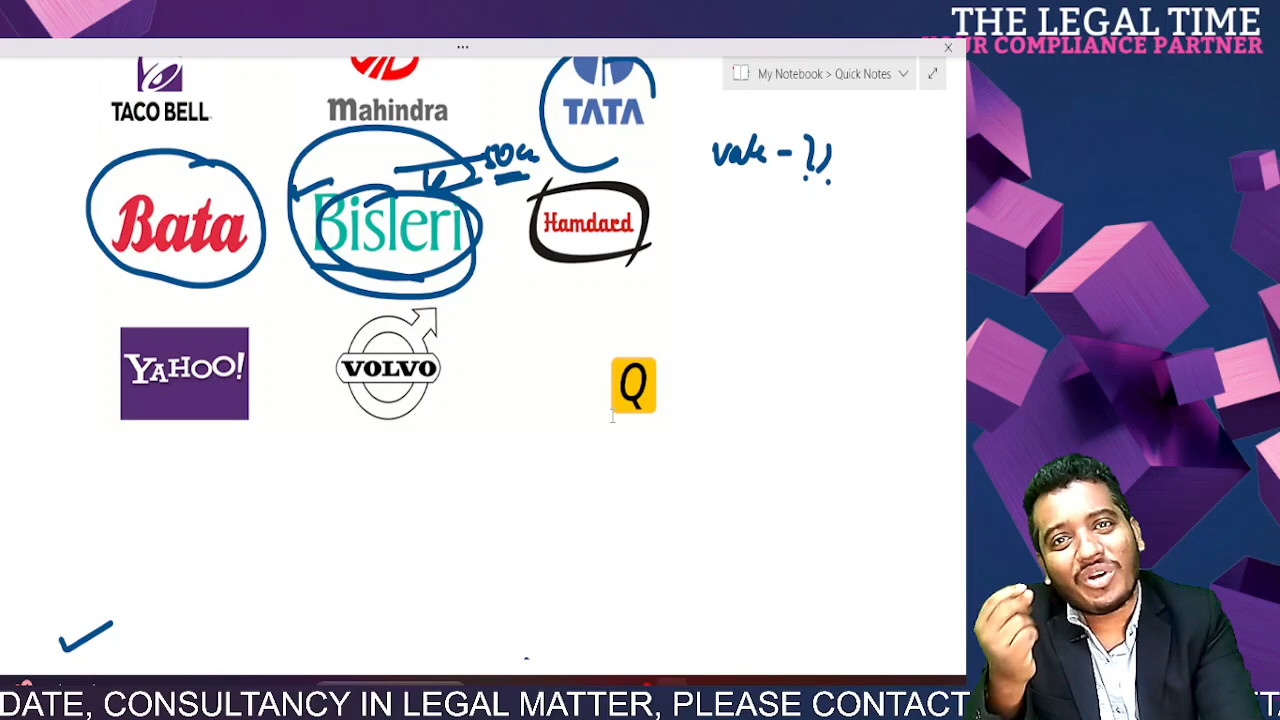 THE LEGAL TIME
YOUR COMPLIANCE PARTNER
My Notebook > Quick Notes
TACO BELL
mahindra
TATA
Bata
Bisleri
Hamdard
YAHOO!
VOLVO
Q
DATE, CONSULTANCY IN LEGAL MATTER, PLEASE CONTACT